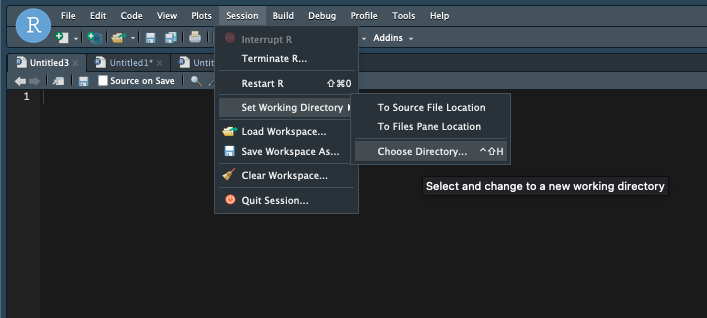 R File Edit Code View Plots Session Build Debug Profile Tools Help
Addins
Untitled3 × Untitled1* ×
Source on Save
1
Interrupt R
Terminate R...
Restart R ⇧⌘0
Set Working Directory
Load Workspace...
Save Workspace As...
Clear Workspace...
Quit Session...
To Source File Location
To Files Pane Location
Choose Directory... ^⇧H
Select and change to a new working directory